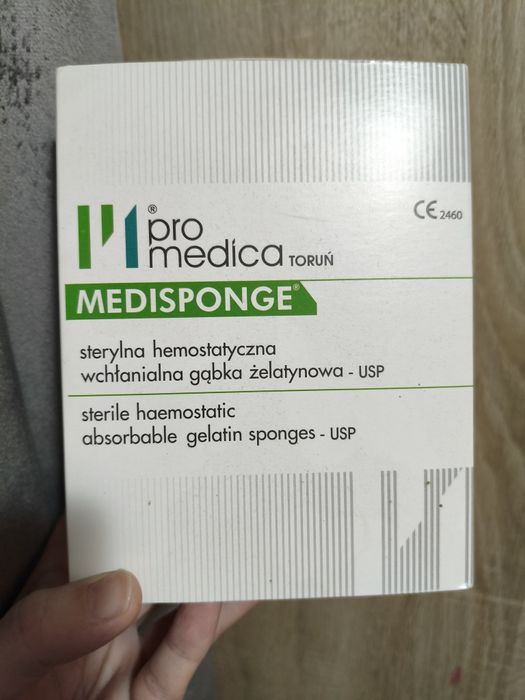 ® pro
medica TORUŃ
CE 2460
MEDISPONGE®
sterylna hemostatyczna
wchłanialna gąbka żelatynowa - USP
sterile haemostatic
absorbable gelatin sponges - USP